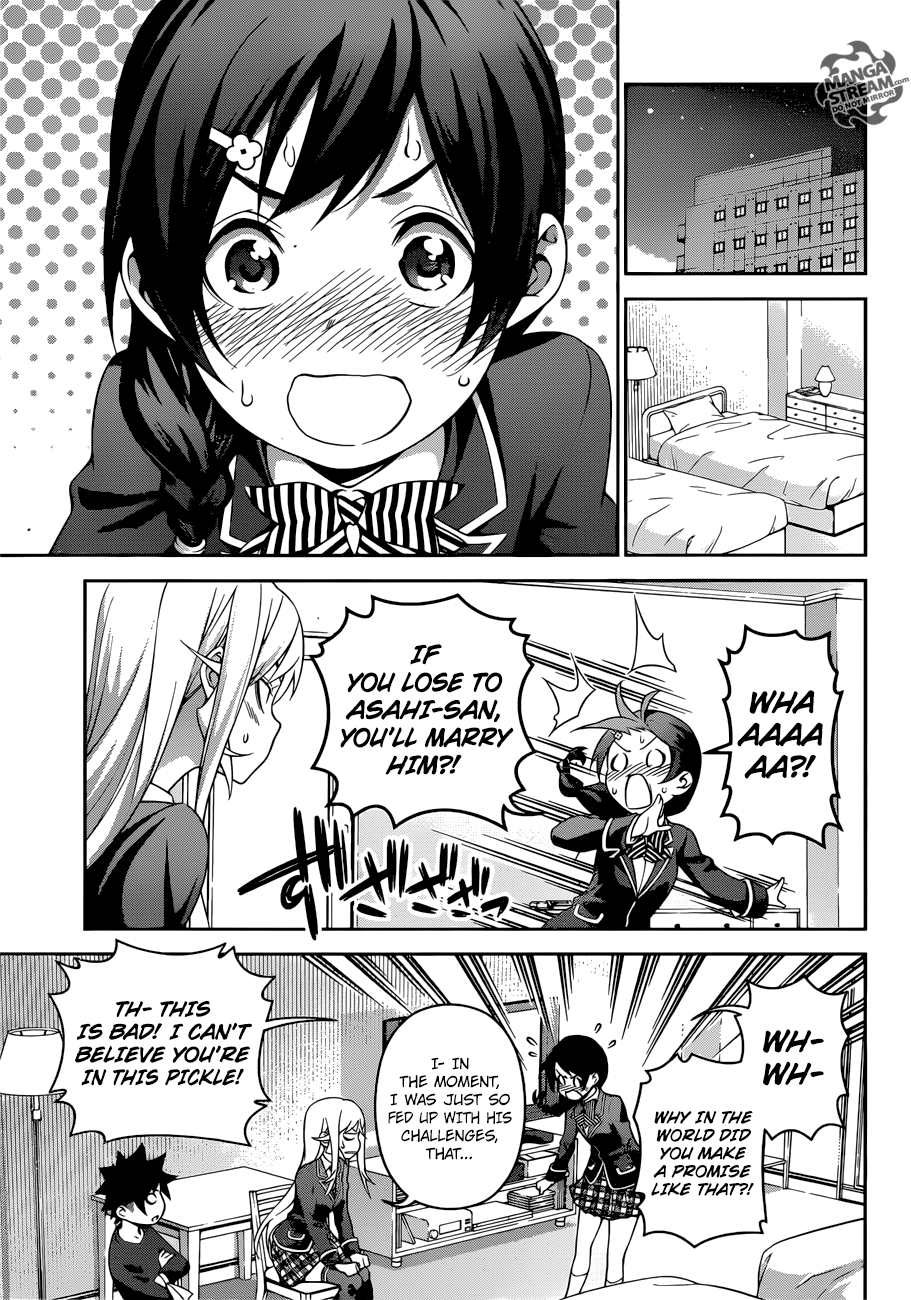 MANGA
STREAM.com
DO NOT MIRROR
WHA
AAAA
AA?!
IF
YOU LOSE TO
ASAHI-SAN,
YOU'LL MARRY
HIM?!
WH-
WH-
WHY IN THE
WORLD DID
YOU MAKE
A PROMISE
LIKE THAT?!
I- IN
THE MOMENT,
I WAS JUST SO
FED UP WITH HIS
CHALLENGES,
THAT...
TH- THIS
IS BAD! I CAN'T
BELIEVE YOU'RE
IN THIS PICKLE!